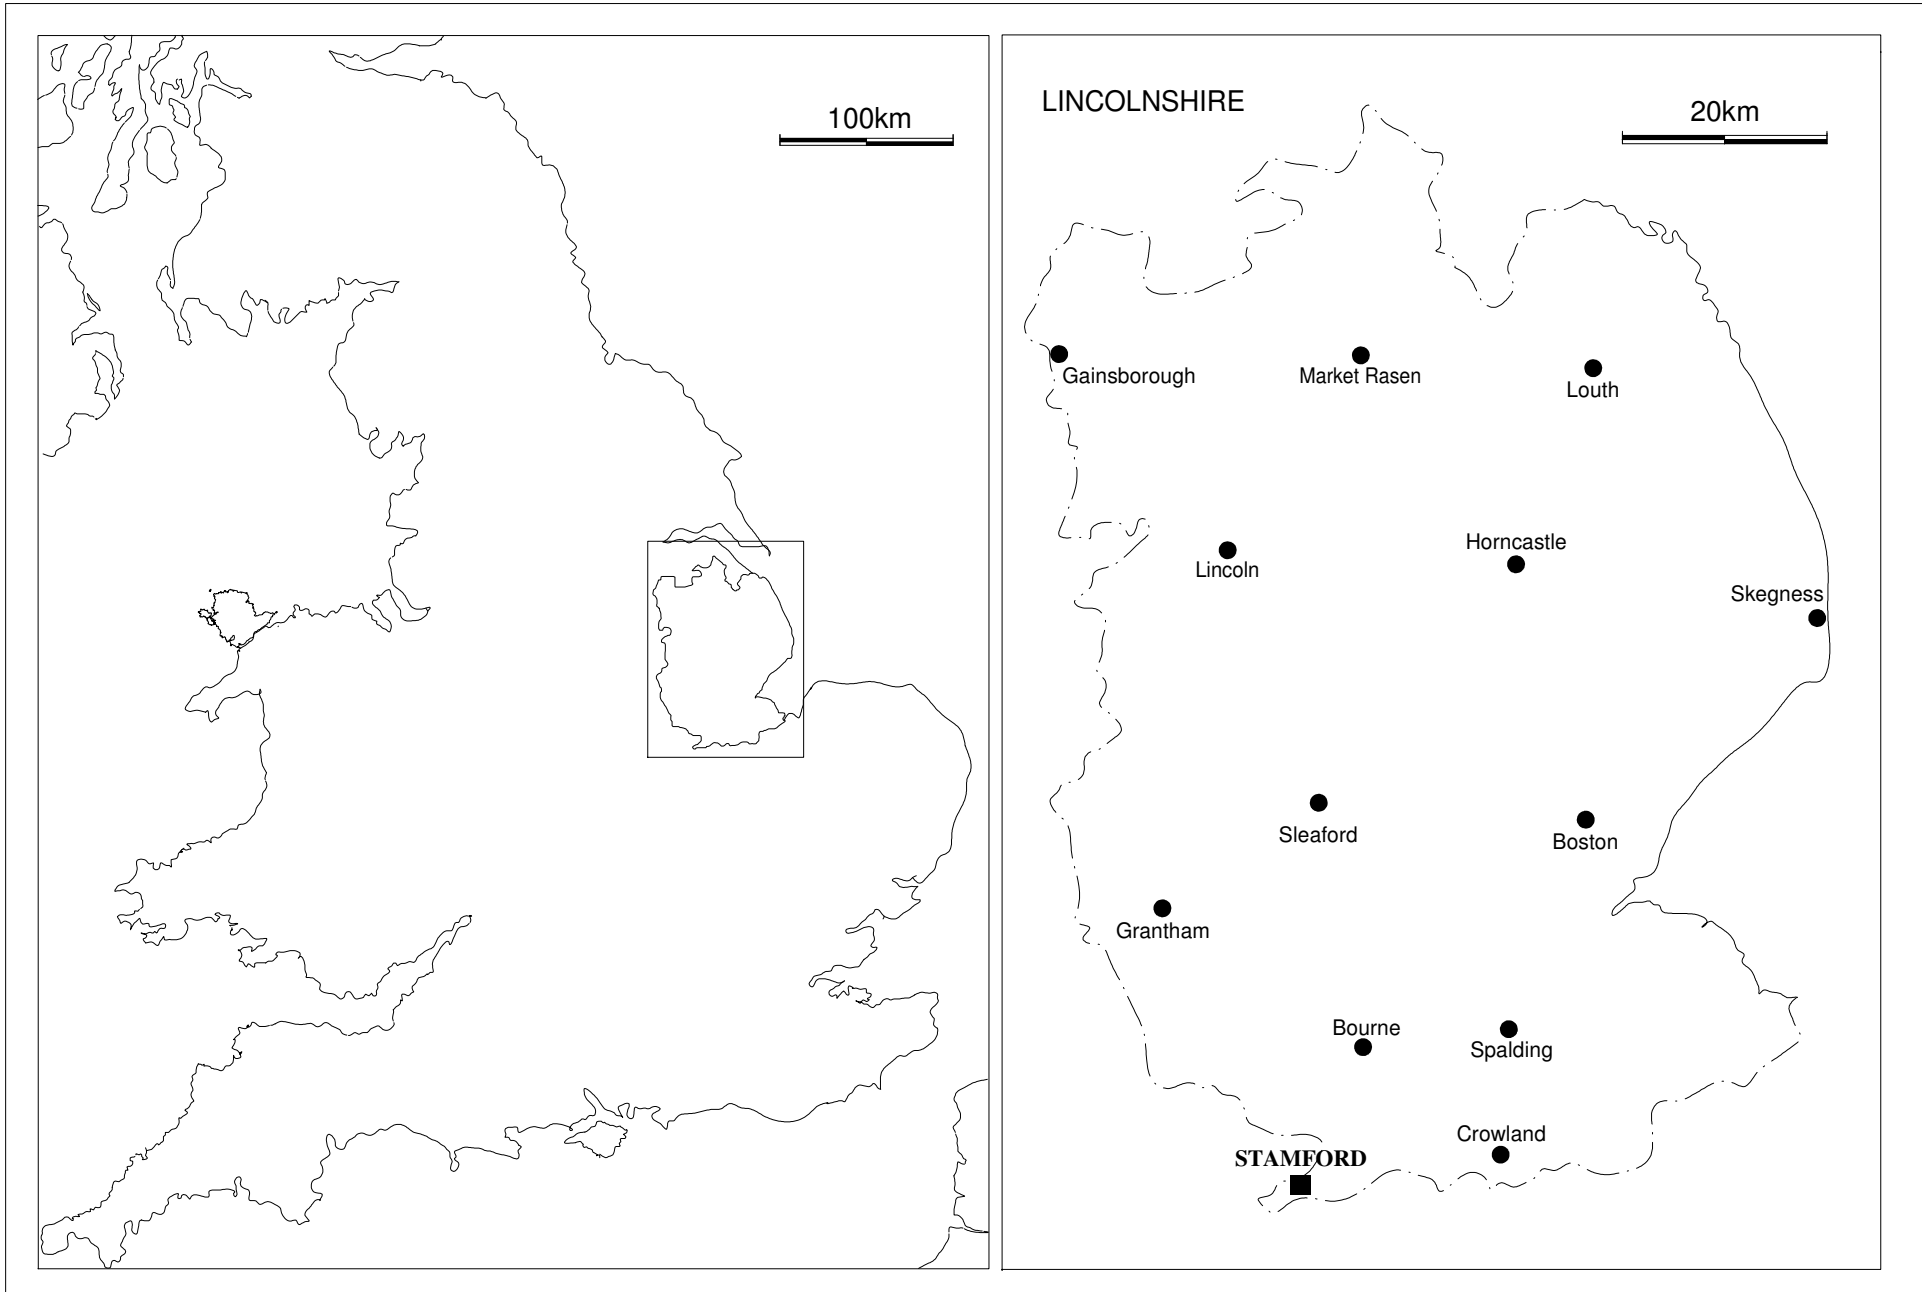 100km
LINCOLNSHIRE
20km
Gainsborough
Market Rasen
Louth
Horncastle
Lincoln
Skegness
Sleaford
Boston
Grantham
Bourne
Spalding
Crowland
STAMFORD